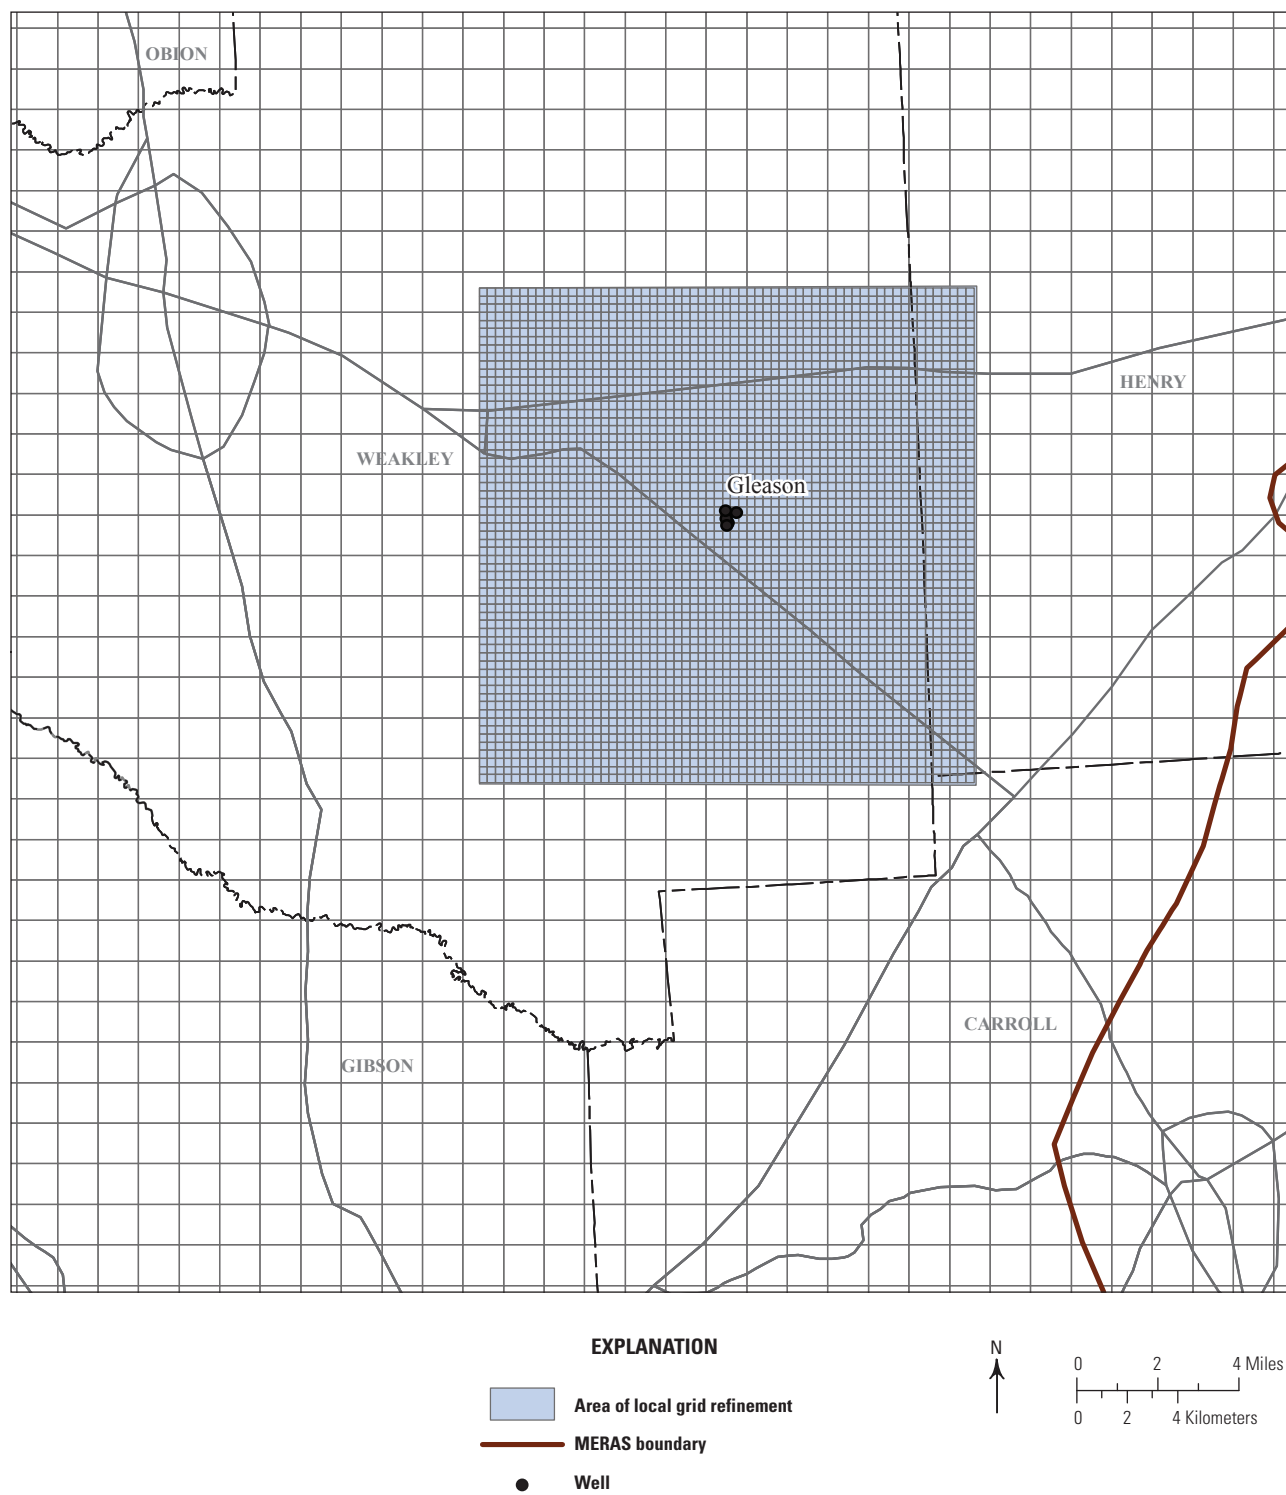 OBION
HENRY
WEAKLEY
Gleason
CARROLL
GIBSON
EXPLANATION
Area of local grid refinement
MERAS boundary
Well
N
0 2 4 Miles
0 2 4 Kilometers